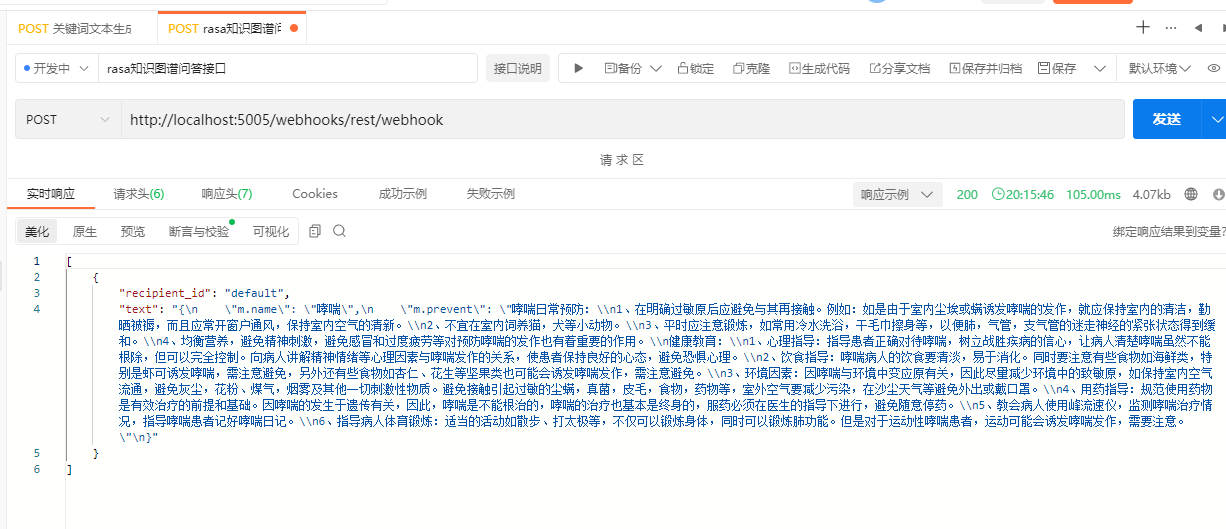 POST 关键词文本生成 POST rasa知识图谱问
开发中 rasa知识图谱问答接口 接口说明 备份 锁定 克隆 生成代码 分享文档 保存并归档 保存 默认环境
POST http://localhost:5005/webhooks/rest/webhook 发送
请求区
实时响应 请求头(6) 响应头(7) Cookies 成功示例 失败示例 响应示例 200 20:15:46 105.00ms 4.07kb
美化 原生 预览 断言与校验 可视化 绑定响应结果到变量?
1 [
2 {
3 "recipient_id": "default",
4 "text": "{\n    \"m.name\": \"哮喘\",\n    \"m.prevent\": \"哮喘日常预防: \\n1、在明确过敏原后应避免与其再接触。例如: 如是由于室内尘埃或螨诱发哮喘的发作, 就应保持室内的清洁, 勤
晒被褥, 而且应常开窗户通风, 保持室内空气的清新。\\n2、不宜在室内饲养猫, 犬等小动物。\\n3、平时应注意锻炼, 如常用冷水洗浴, 干毛巾擦身等, 以便肺, 气管, 支气管的迷走神经的紧张状态得到缓
和。\\n4、均衡营养, 避免精神刺激, 避免感冒和过度疲劳等对预防哮喘的发作也有着重要的作用。\\n健康教育: \\n1、心理指导: 指导患者正确对待哮喘, 树立战胜疾病的信心, 让病人清楚哮喘虽然不能
根除, 但可以完全控制。向病人讲解精神情绪等心理因素与哮喘发作的关系, 使患者保持良好的心态, 避免恐惧心理。\\n2、饮食指导: 哮喘病人的饮食要清淡, 易于消化。同时要注意有些食物如海鲜类, 特
别是虾可诱发哮喘, 需注意避免, 另外还有些食物如杏仁、花生等坚果类也可能会诱发哮喘发作, 需注意避免。\\n3、环境因素: 因哮喘与环境中变应原有关, 因此尽量减少环境中的致敏原, 如保持室内空气
流通, 避免灰尘, 花粉、煤气, 烟雾及其他一切刺激性物质。避免接触引起过敏的尘螨, 真菌, 皮毛, 食物, 药物等, 室外空气要减少污染, 在沙尘天气等避免外出或戴口罩。\\n4、用药指导: 规范使用药物
是有效治疗的前提和基础。因哮喘的发生于遗传有关, 因此, 哮喘是不能根治的, 哮喘的治疗也基本是终身的, 服药必须在医生的指导下进行, 避免随意停药。\\n5、教会病人使用峰流速仪, 监测哮喘治疗情
况, 指导哮喘患者记好哮喘日记。\\n6、指导病人体育锻炼: 适当的活动如散步、打太极等, 不仅可以锻炼身体, 同时可以锻炼肺功能。但是对于运动性哮喘患者, 运动可能会诱发哮喘发作, 需要注意。
\"\n}"
5 }
6 ]